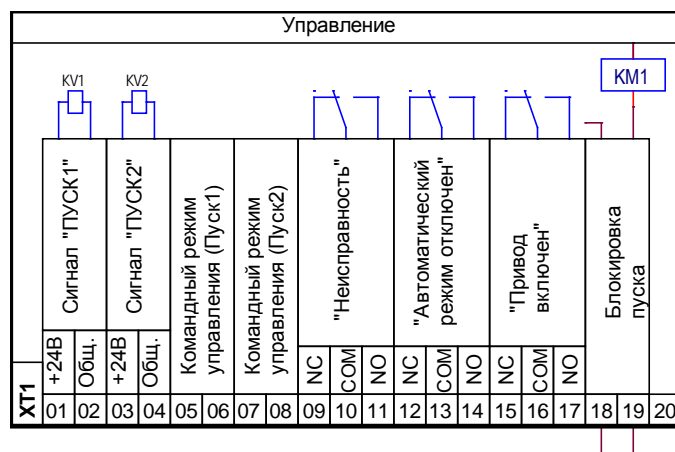 Управление
KV1
KV2
KM1
Сигнал "ПУСК1"
Сигнал "ПУСК2"
Командный режим
управления (Пуск1)
Командный режим
управления (Пуск2)
"Неисправность"
"Автоматический
режим отключен"
"Привод
включен"
Блокировка
пуска
+24В
Общ.
+24В
Общ.
NC
COM
NO
NC
COM
NO
NC
COM
NO
XT1
01 02 03 04 05 06 07 08 09 10 11 12 13 14 15 16 17 18 19 20